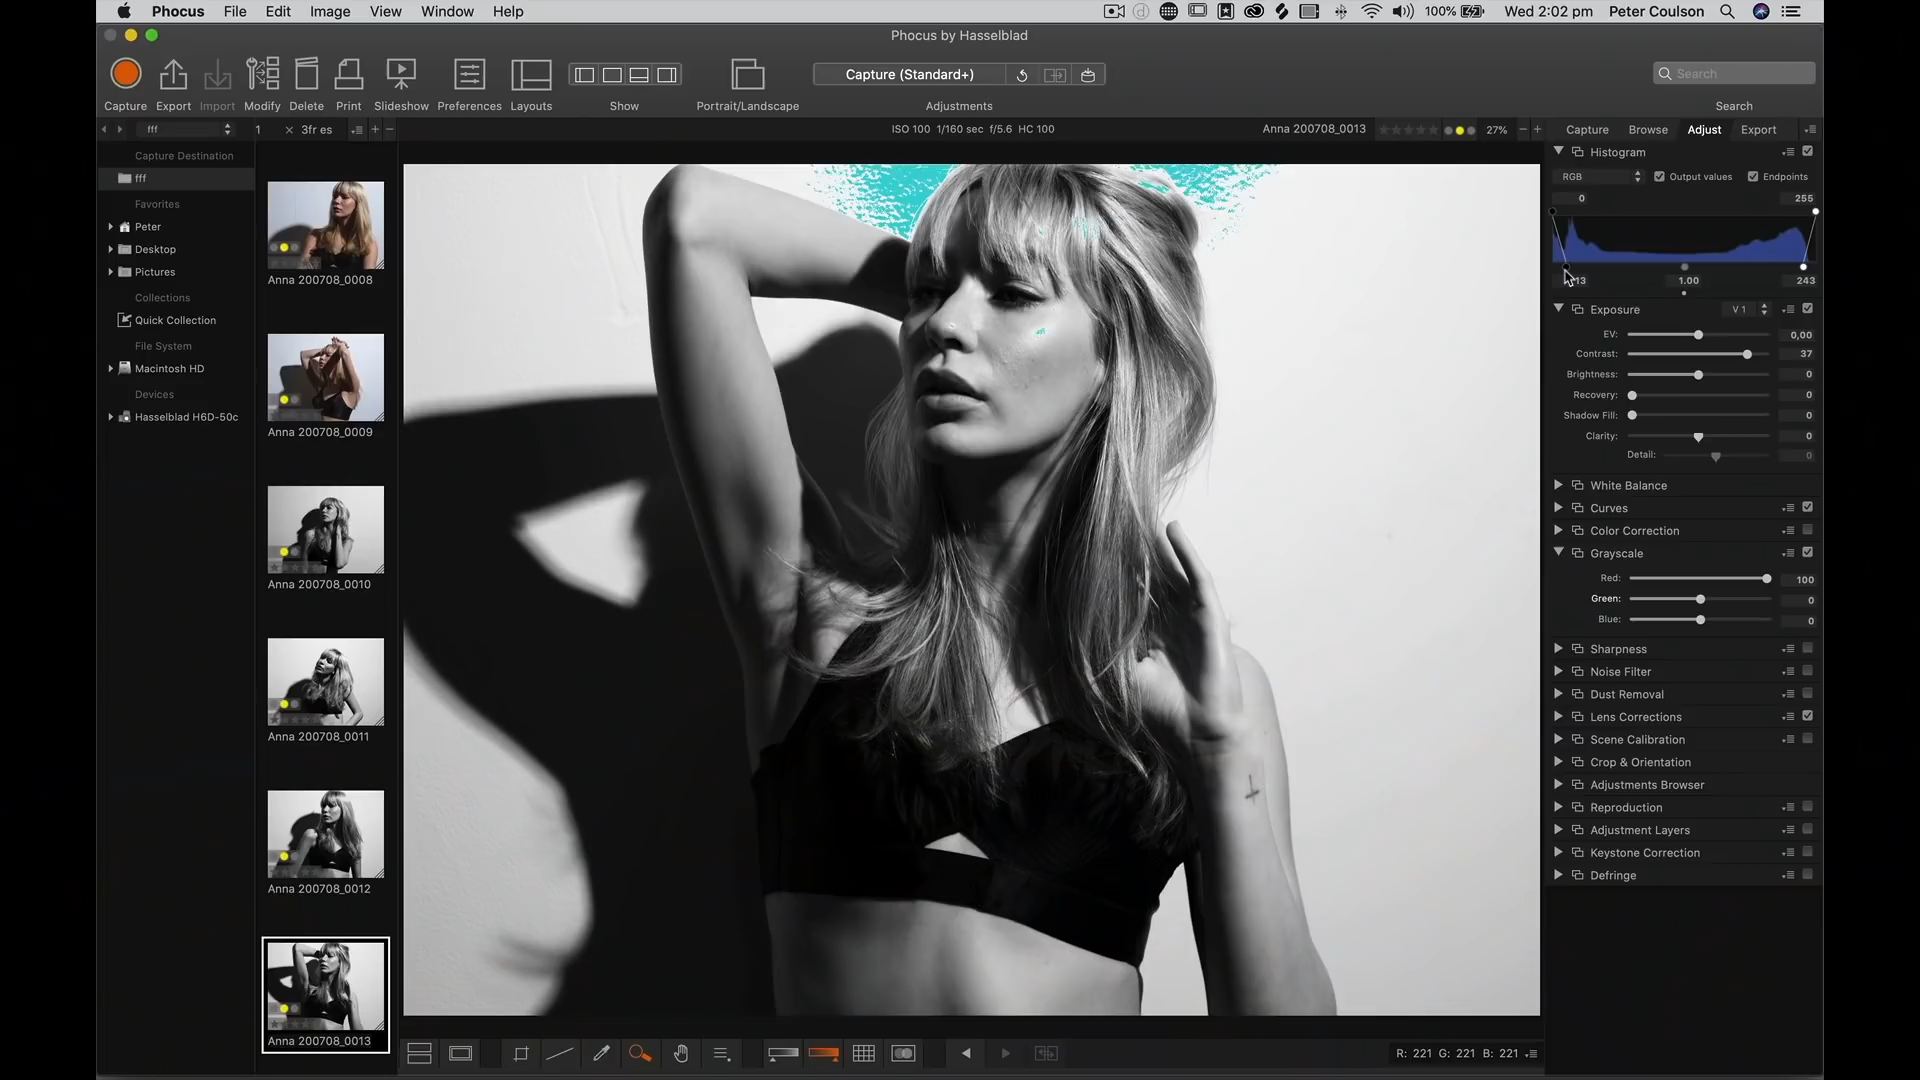 Phocus File Edit Image View Window Help
100% Wed 2:02 pm Peter Coulson
Phocus by Hasselblad
Capture (Standard+)
Search
Capture Export Import Modify Delete Print Slideshow Preferences Layouts Show Portrait/Landscape Adjustments Search
fff 1 × 3fr es
ISO 100 1/160 sec f/5.6 HC 100
Anna 200708_0013
27%
Capture Browse Adjust Export
Capture Destination
fff
Favorites
Peter
Desktop
Pictures
Collections
Quick Collection
File System
Macintosh HD
Devices
Hasselblad H6D-50c
Anna 200708_0008
Anna 200708_0009
Anna 200708_0010
Anna 200708_0011
Anna 200708_0012
Anna 200708_0013
Histogram
RGB Output values Endpoints
0 255
13 1.00 243
Exposure V 1
EV: 0,00
Contrast: 37
Brightness: 0
Recovery: 0
Shadow Fill: 0
Clarity: 0
Detail: 0
White Balance
Curves
Color Correction
Grayscale
Red: 100
Green: 0
Blue: 0
Sharpness
Noise Filter
Dust Removal
Lens Corrections
Scene Calibration
Crop & Orientation
Adjustments Browser
Reproduction
Adjustment Layers
Keystone Correction
Defringe
R: 221 G: 221 B: 221